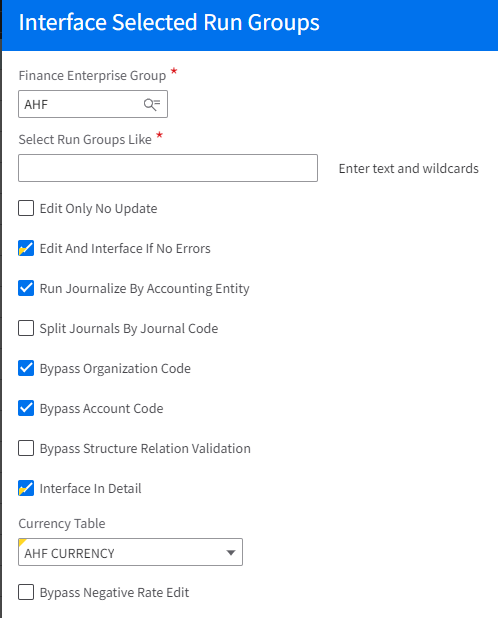 Interface Selected Run Groups
Finance Enterprise Group *
AHF
Select Run Groups Like *
Enter text and wildcards
Edit Only No Update
Edit And Interface If No Errors
Run Journalize By Accounting Entity
Split Journals By Journal Code
Bypass Organization Code
Bypass Account Code
Bypass Structure Relation Validation
Interface In Detail
Currency Table
AHF CURRENCY
Bypass Negative Rate Edit